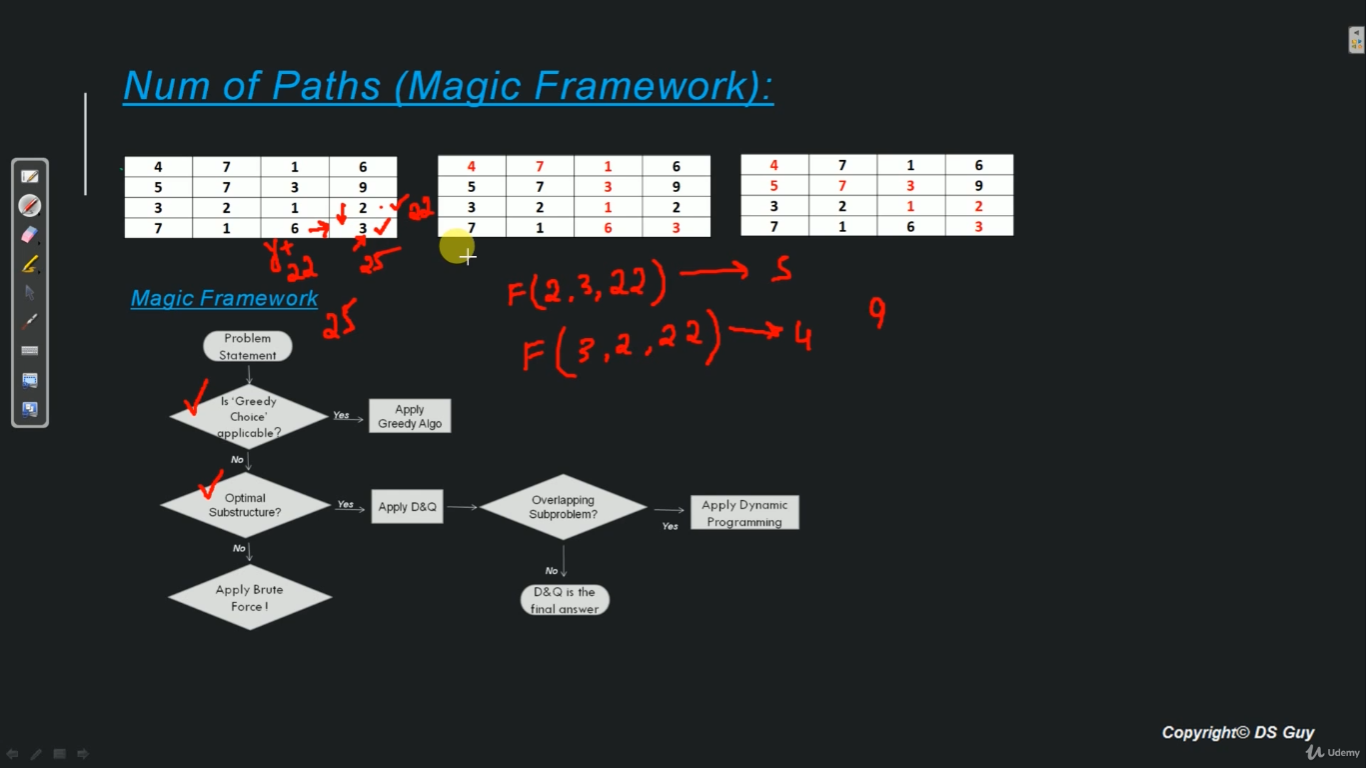 Num of Paths (Magic Framework):
4 7 1 6
5 7 3 9
3 2 1 2
7 1 6 3
22
22
25
4 7 1 6
5 7 3 9
3 2 1 2
7 1 6 3
4 7 1 6
5 7 3 9
3 2 1 2
7 1 6 3
F(2,3,22) → 5
F(3,2,22) → 4
9
Magic Framework
25
Problem
Statement
Is ‘Greedy
Choice’
applicable?
Yes
Apply
Greedy Algo
No
Optimal
Substructure?
Yes
Apply D&Q
Overlapping
Subproblem?
Yes
Apply Dynamic
Programming
No
Apply Brute
Force !
No
D&Q is the
final answer
Copyright© DS Guy
Udemy